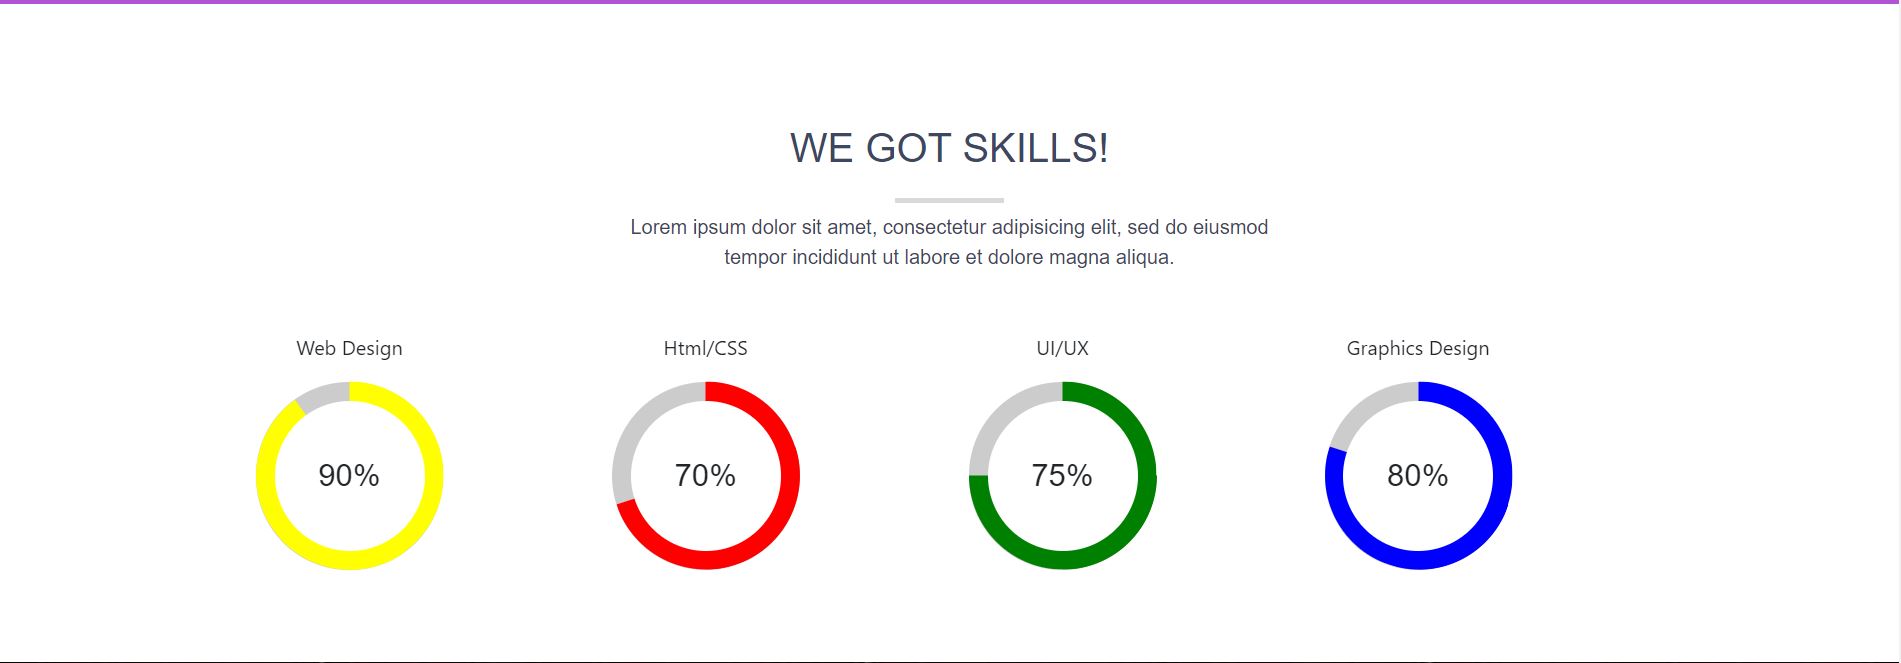 WE GOT SKILLS!
Lorem ipsum dolor sit amet, consectetur adipisicing elit, sed do eiusmod
tempor incididunt ut labore et dolore magna aliqua.
Web Design
Html/CSS
UI/UX
Graphics Design
90%
70%
75%
80%